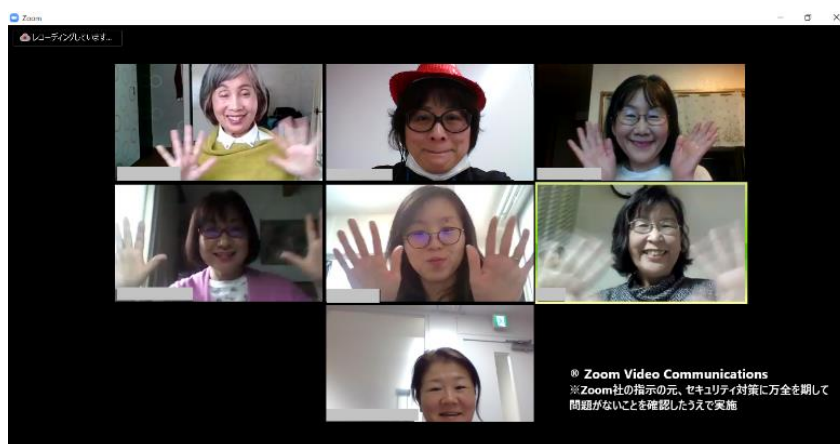 Zoom
レコーディングしています...
® Zoom Video Communications
※Zoom社の指示の元、セキュリティ対策に万全を期して
問題がないことを確認したうえで実施